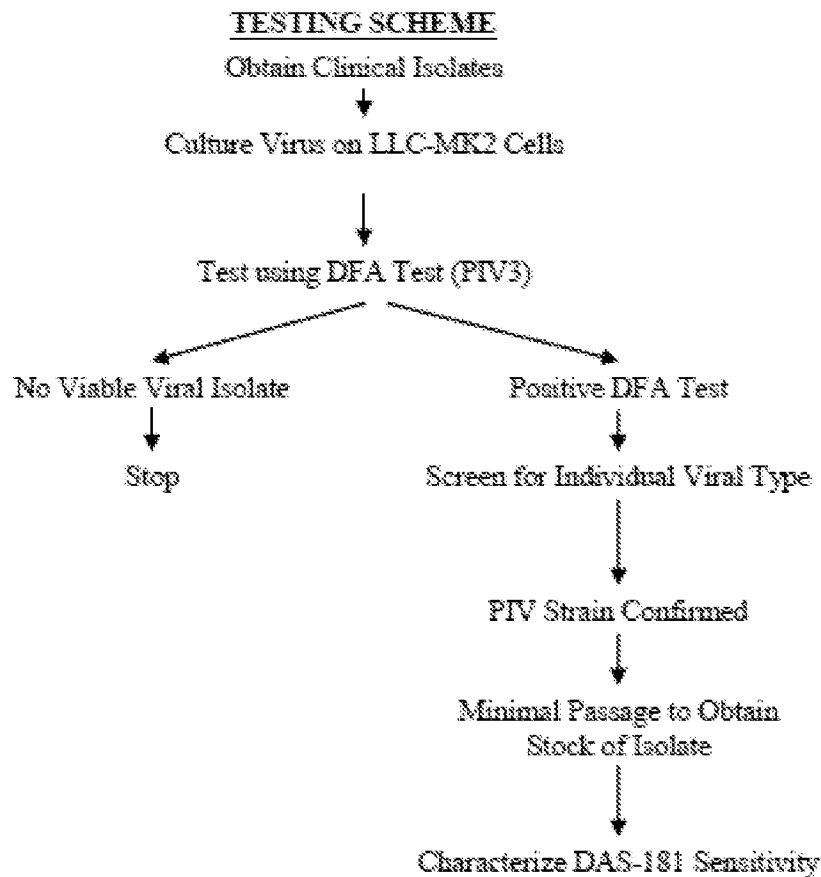 TESTING SCHEME
Obtain Clinical Isolates
Culture Virus on LLC-MK2 Cells
Test using DFA Test (PIV3)
No Viable Viral Isolate
Positive DFA Test
Stop
Screen for Individual Viral Type
PIV Strain Confirmed
Minimal Passage to Obtain
Stock of Isolate
Characterize DAS-181 Sensitivity